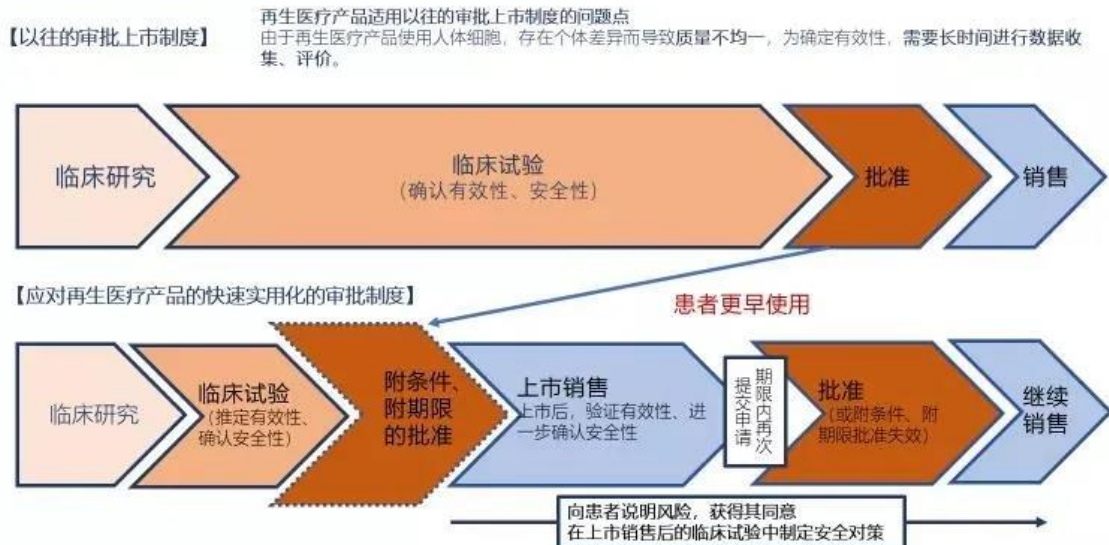 再生医疗产品适用以往的审批上市制度的问题点
【以往的审批上市制度】
由于再生医疗产品使用人体细胞，存在个体差异而导致质量不均一，为确定有效性，需要长时间进行数据收
集、评价。
临床研究
临床试验
（确认有效性、安全性）
批准
销售
【应对再生医疗产品的快速实用化的审批制度】
患者更早使用
临床研究
临床试验
（推定有效性、
确认安全性）
附条件、
附期限
的批准
上市销售
上市后，验证有效性、进
一步确认安全性
期限内再次
提交申请
批准
（或附条件、附
期限批准失效）
继续
销售
向患者说明风险，获得其同意
在上市销售后的临床试验中制定安全对策